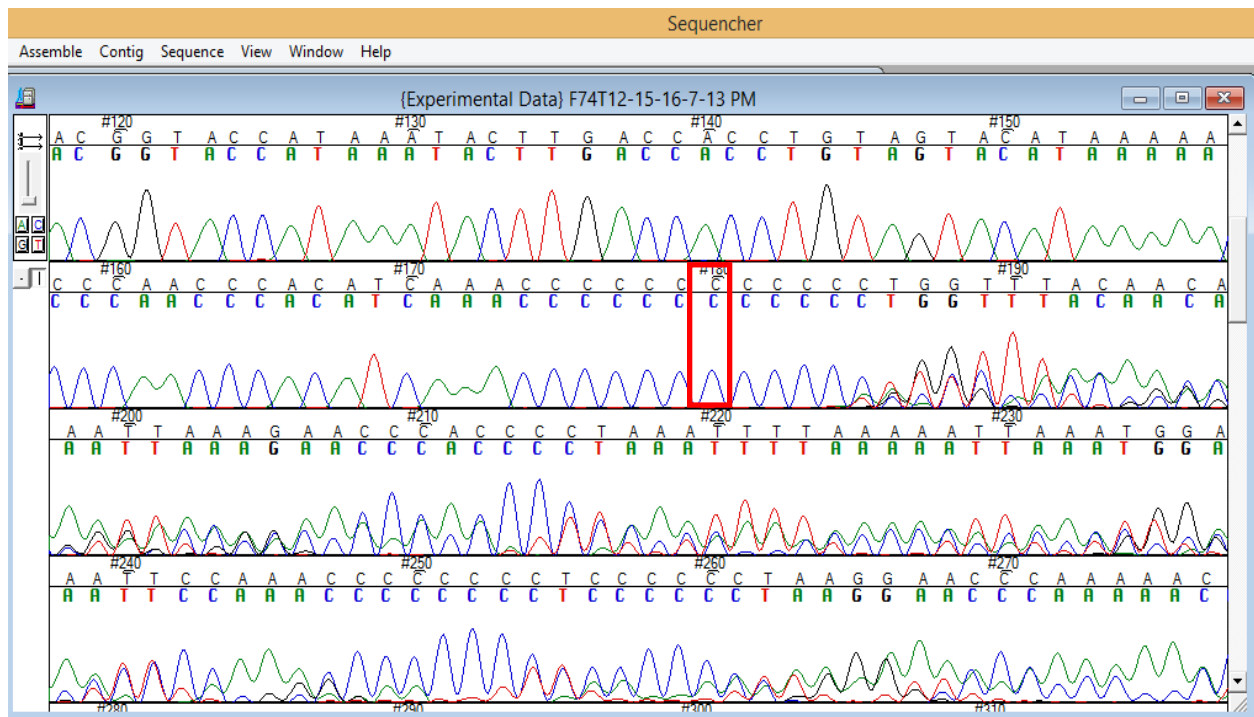 Sequencher
Assemble Contig Sequence View Window Help
{Experimental Data} F74T12-15-16-7-13 PM
#120 #130 #140 #150
A C G G T A C C A T A A A T A C T T G A C C A C C T G T A G T A C A T A A A A A
A C G G T A C C A T A A A T A C T T G A C C A C C T G T A G T A C A T A A A A A
A C
G T
#160 #170 #180 #190
C C C A A C C C A C A T C A A A C C C C C C C C C C C C T G G T T T A C A A C A
C C C A A C C C A C A T C A A A C C C C C C C C C C C C T G G T T T A C A A C A
#200 #210 #220 #230
A A T T A A A G A A C C C A C C C C T A A A T T T T A A A A A T T A A A T G G A
A A T T A A A G A A C C C A C C C C T A A A T T T T A A A A A T T A A A T G G A
#240 #250 #260 #270
A A T T C C A A A C C C C C C C C T C C C C C C T A A G G A A C C C A A A A A C
A A T T C C A A A C C C C C C C C T C C C C C C T A A G G A A C C C A A A A A C
#280 #290 #300 #310